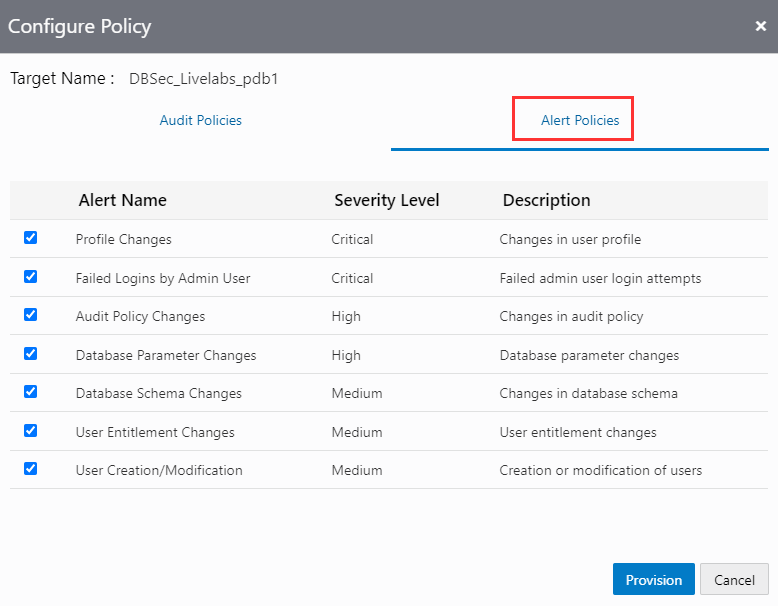 Configure Policy ×
Target Name : DBSec_Livelabs_pdb1
Audit Policies Alert Policies
Alert Name Severity Level Description
Profile Changes Critical Changes in user profile
Failed Logins by Admin User Critical Failed admin user login attempts
Audit Policy Changes High Changes in audit policy
Database Parameter Changes High Database parameter changes
Database Schema Changes Medium Changes in database schema
User Entitlement Changes Medium User entitlement changes
User Creation/Modification Medium Creation or modification of users
Provision Cancel